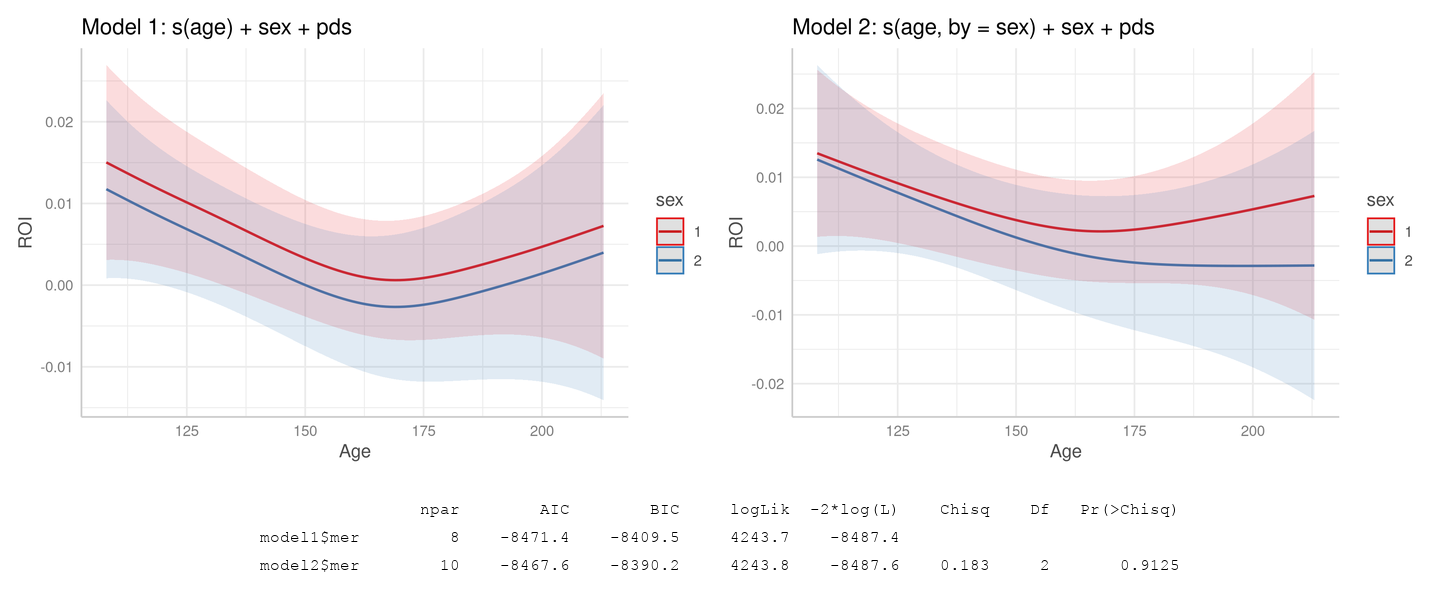 Model 1: s(age) + sex + pds
ROI
0.02
0.01
0.00
-0.01
125 150 175 200
Age
sex
1
2
Model 2: s(age, by = sex) + sex + pds
ROI
0.02
0.01
0.00
-0.01
-0.02
125 150 175 200
Age
sex
1
2
npar AIC BIC logLik -2*log(L) Chisq Df Pr(>Chisq)
model1$mer 8 -8471.4 -8409.5 4243.7 -8487.4
model2$mer 10 -8467.6 -8390.2 4243.8 -8487.6 0.183 2 0.9125